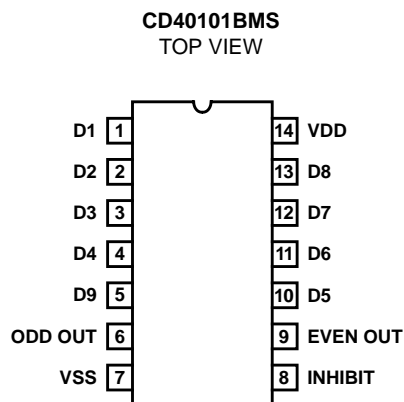 CD40101BMS
TOP VIEW
D1 1 14 VDD
D2 2 13 D8
D3 3 12 D7
D4 4 11 D6
D9 5 10 D5
ODD OUT 6 9 EVEN OUT
VSS 7 8 INHIBIT